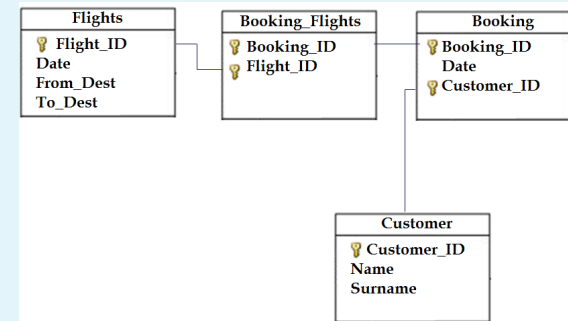 Flights
Flight_ID
Date
From_Dest
To_Dest
Booking_Flights
Booking_ID
Flight_ID
Booking
Booking_ID
Date
Customer_ID
Customer
Customer_ID
Name
Surname